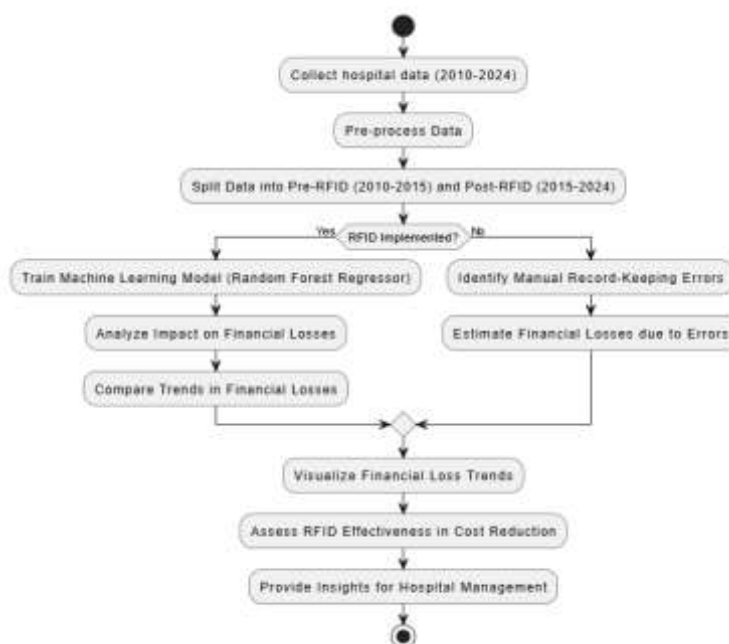 Collect hospital data (2010-2024)
Pre-process Data
Split Data into Pre-RFID (2010-2015) and Post-RFID (2015-2024)
Yes
RFID Implemented?
No
Train Machine Learning Model (Random Forest Regressor)
Identify Manual Record-Keeping Errors
Analyze Impact on Financial Losses
Estimate Financial Losses due to Errors
Compare Trends in Financial Losses
Visualize Financial Loss Trends
Assess RFID Effectiveness in Cost Reduction
Provide Insights for Hospital Management